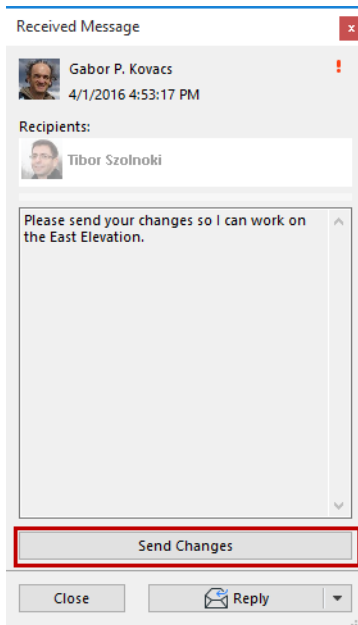 Received Message
x
Gabor P. Kovacs
!
4/1/2016 4:53:17 PM
Recipients:
Tibor Szolnoki
Please send your changes so I can work on
the East Elevation.
Send Changes
Close
Reply